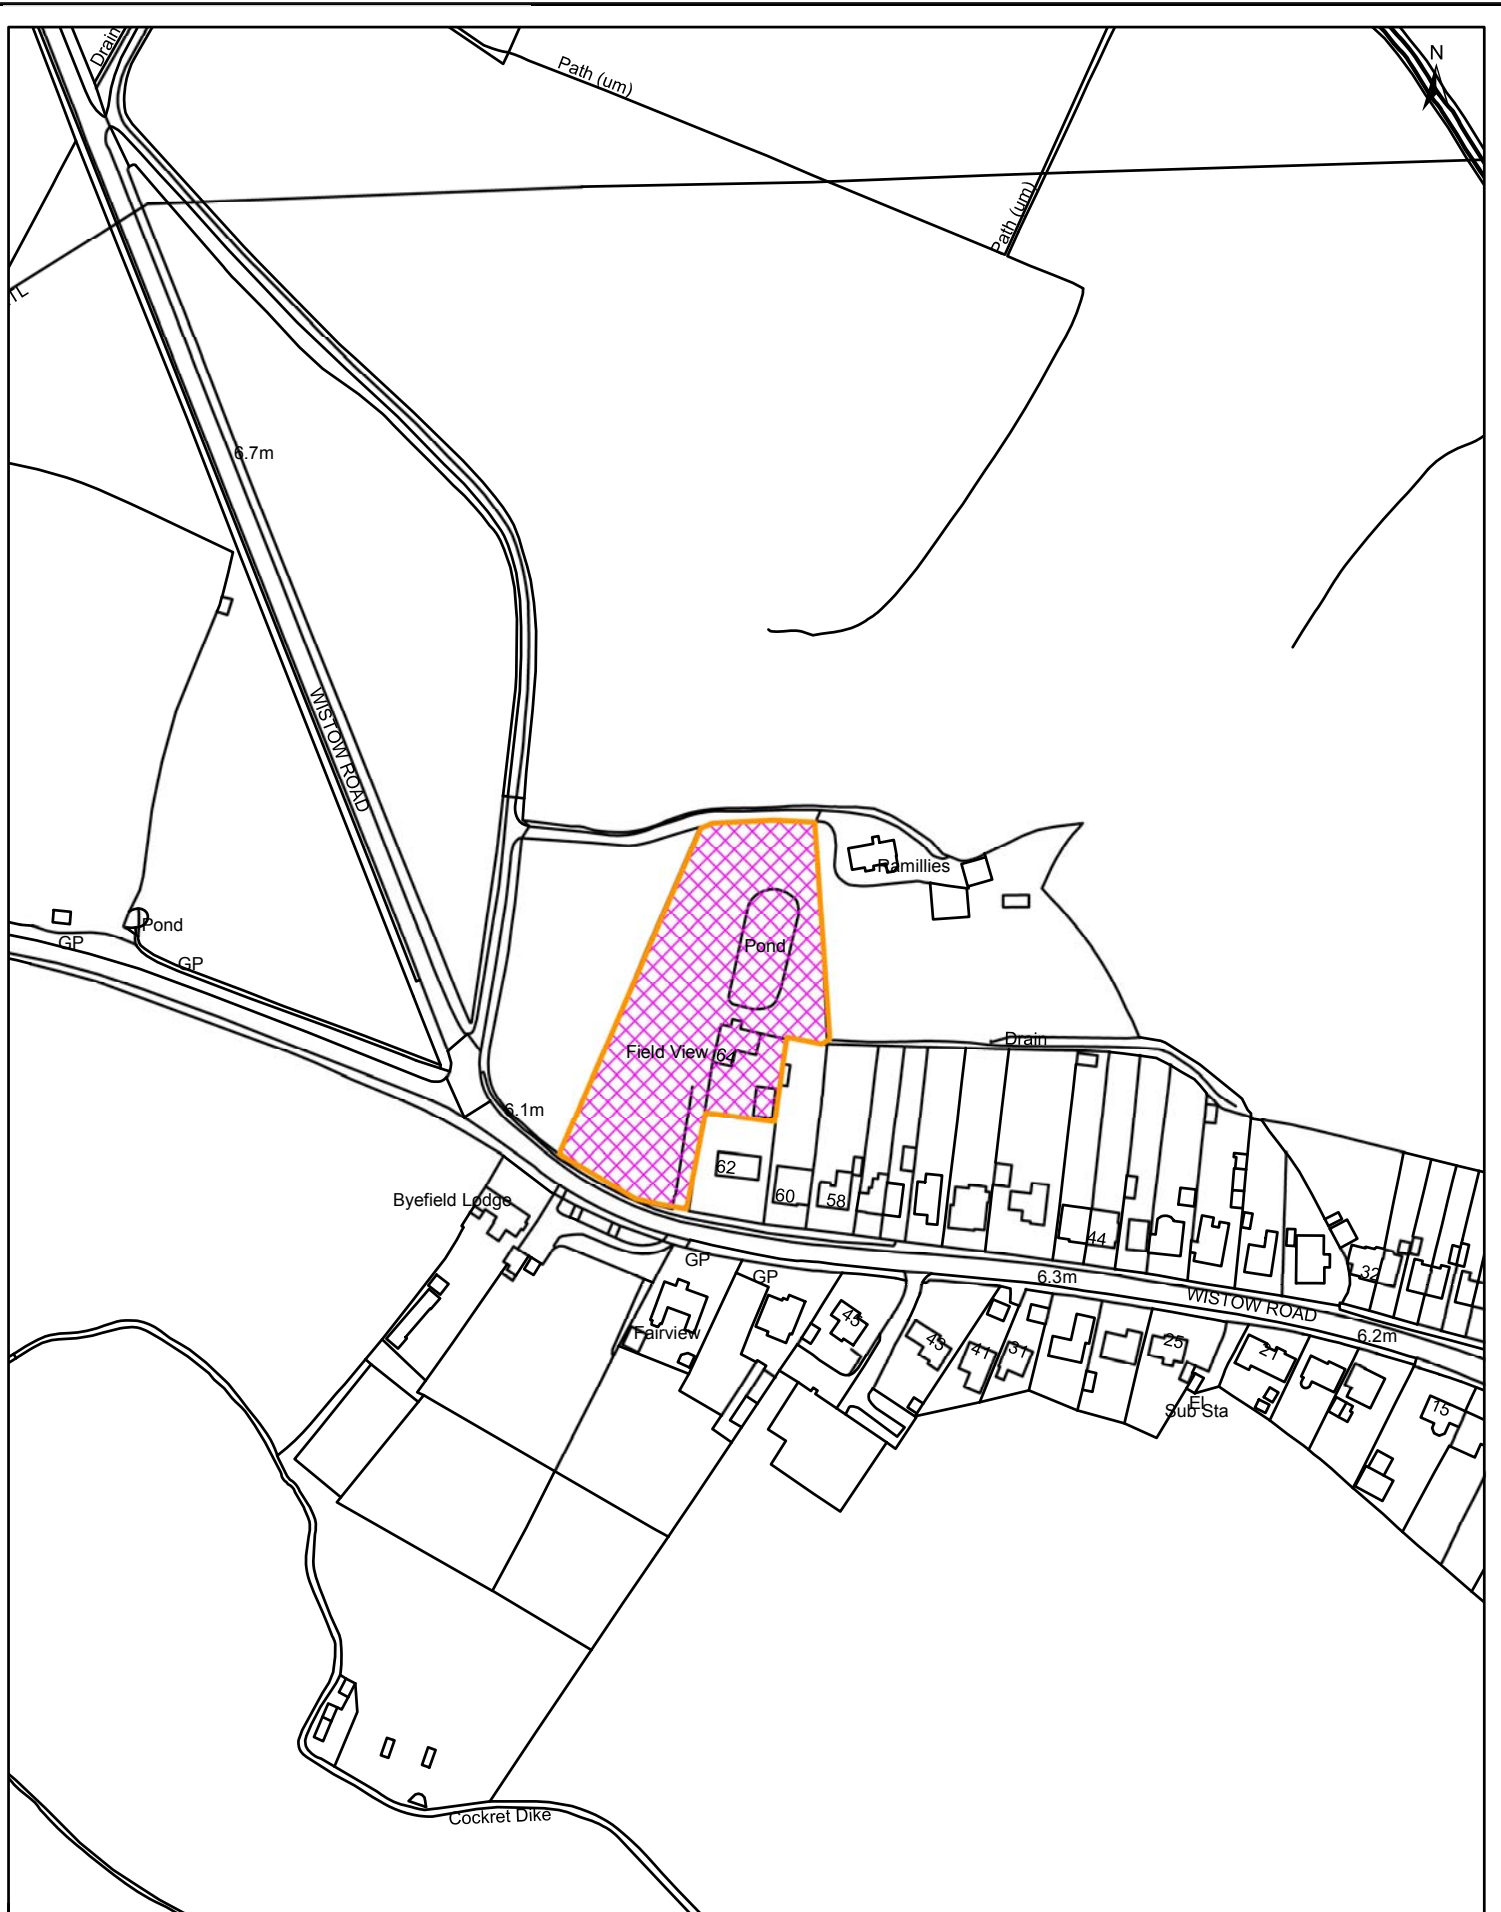 Drain
Path (um)
N
Path (um)
TL
6.7m
WISTOW ROAD
Ramillies
Pond
Pond
GP
GP
Drain
Field View
64
6.1m
62
60
58
Byefield Lodge
44
GP
GP
6.3m
32
WISTOW ROAD
45
Fairview
43
41
31
25
21
6.2m
El
Sub Sta
15
Cockret Dike